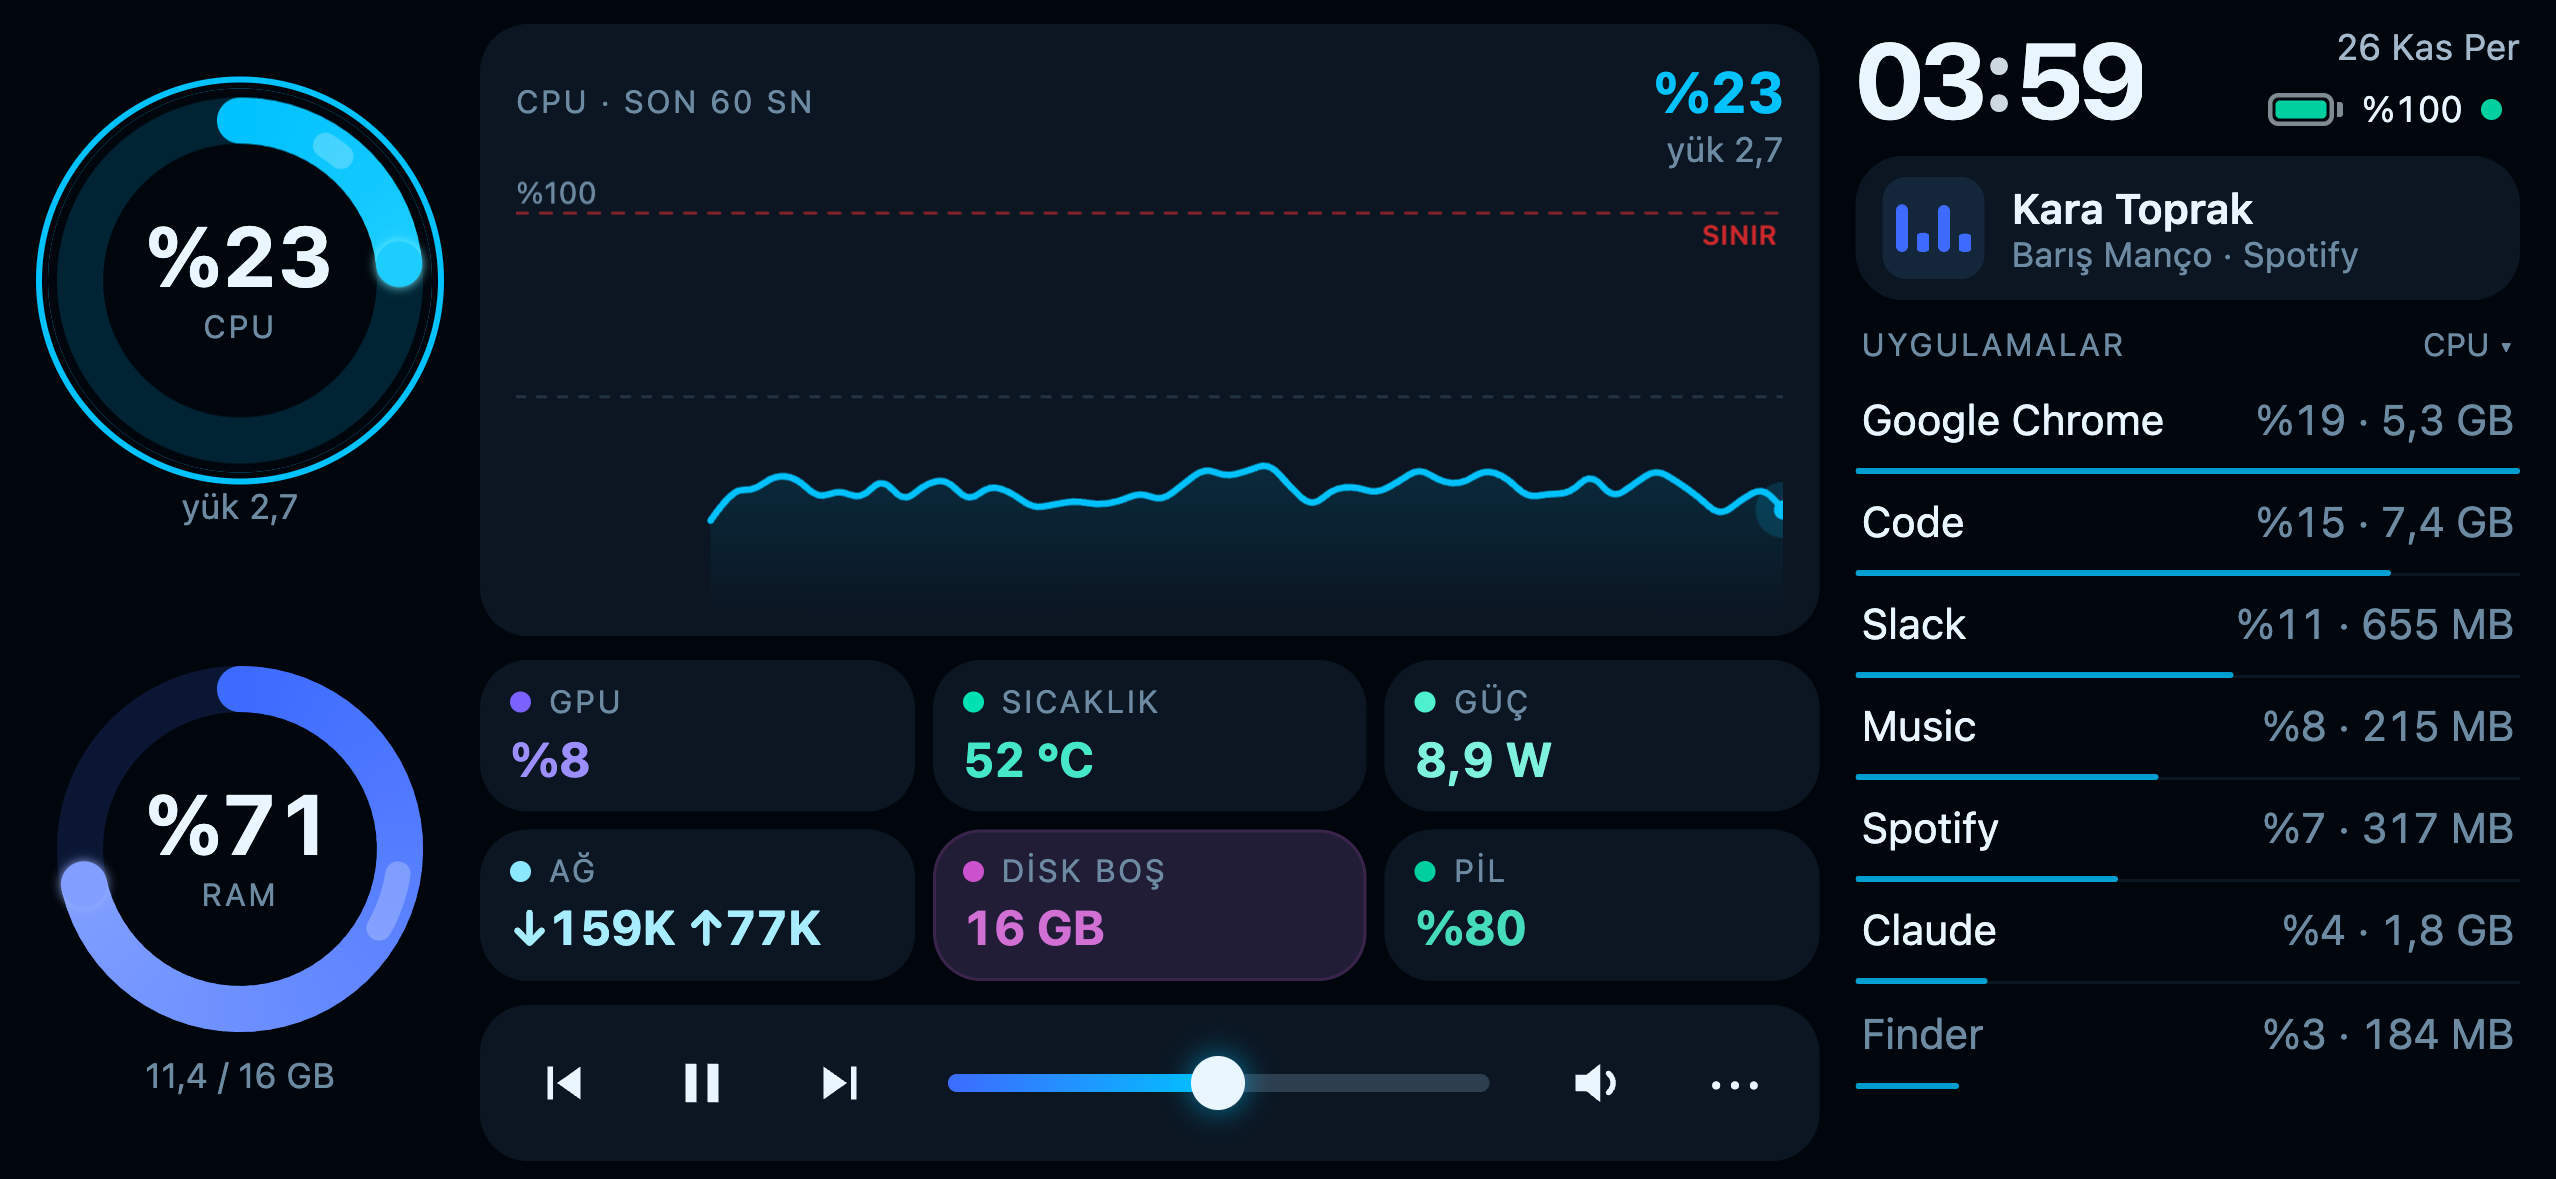 %23
CPU
yük 2,7
%71
RAM
11,4 / 16 GB
CPU · SON 60 SN
%23
yük 2,7
%100
SINIR
GPU
%8
SICAKLIK
52 °C
GÜÇ
8,9 W
AĞ
↓159K ↑77K
DİSK BOŞ
16 GB
PİL
%80
03:59
26 Kas Per
%100
Kara Toprak
Barış Manço · Spotify
UYGULAMALAR CPU ▾
Google Chrome %19 · 5,3 GB
Code %15 · 7,4 GB
Slack %11 · 655 MB
Music %8 · 215 MB
Spotify %7 · 317 MB
Claude %4 · 1,8 GB
Finder %3 · 184 MB